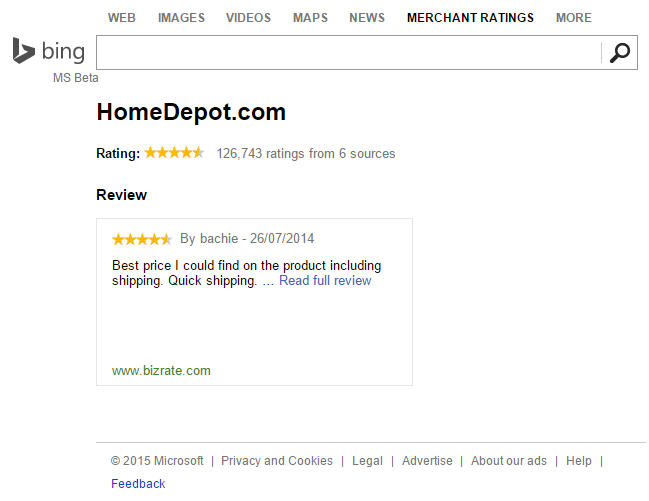 WEB IMAGES VIDEOS MAPS NEWS MERCHANT RATINGS MORE
bing
MS Beta
HomeDepot.com
Rating: 126,743 ratings from 6 sources
Review
By bachie - 26/07/2014
Best price I could find on the product including
shipping. Quick shipping. ... Read full review
www.bizrate.com
© 2015 Microsoft | Privacy and Cookies | Legal | Advertise | About our ads | Help |
Feedback